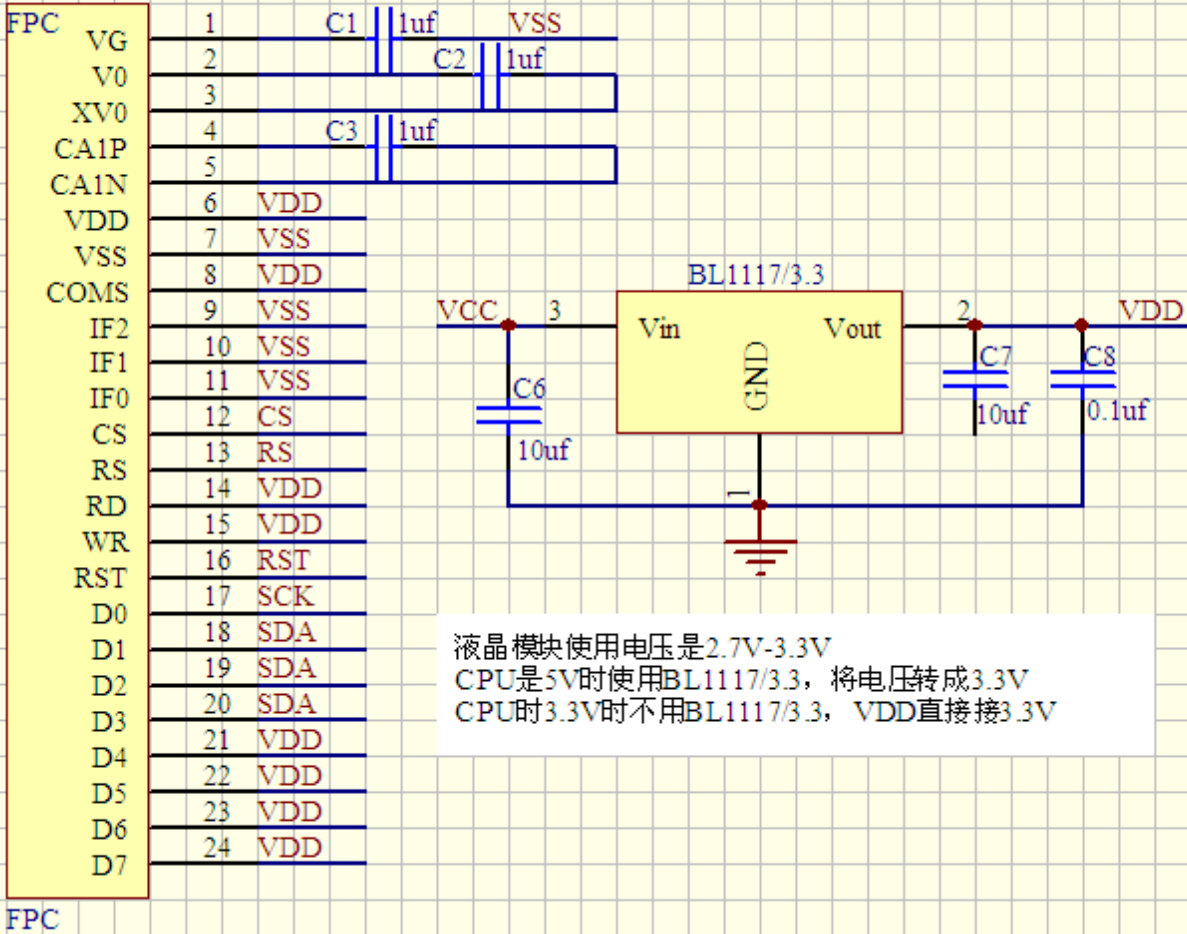 FPC
VG 1 C1 1uf VSS
V0 2 C2 1uf
XV0 3
CA1P 4 C3 1uf
CA1N 5
VDD 6 VDD
VSS 7 VSS
COMS 8 VDD
IF2 9 VSS
IF1 10 VSS
IF0 11 VSS
CS 12 CS
RS 13 RS
RD 14 VDD
WR 15 VDD
RST 16 RST
D0 17 SCK
D1 18 SDA
D2 19 SDA
D3 20 SDA
D4 21 VDD
D5 22 VDD
D6 23 VDD
D7 24 VDD
FPC
BL1117/3.3
VCC 3 Vin Vout 2 VDD
GND
C6
10uf
C7
10uf
C8
0.1uf
1
液晶模块使用电压是2.7V-3.3V
CPU是5V时使用BL1117/3.3，将电压转成3.3V
CPU时3.3V时不用BL1117/3.3， VDD直接接3.3V